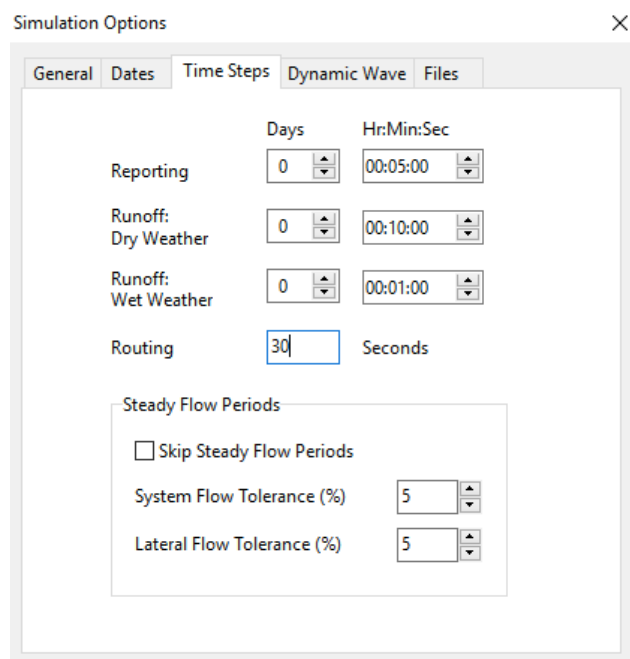 Simulation Options
General Dates Time Steps Dynamic Wave Files
Days Hr:Min:Sec
Reporting 0 00:05:00
Runoff:
Dry Weather 0 00:10:00
Runoff:
Wet Weather 0 00:01:00
Routing 30 Seconds
Steady Flow Periods
Skip Steady Flow Periods
System Flow Tolerance (%) 5
Lateral Flow Tolerance (%) 5